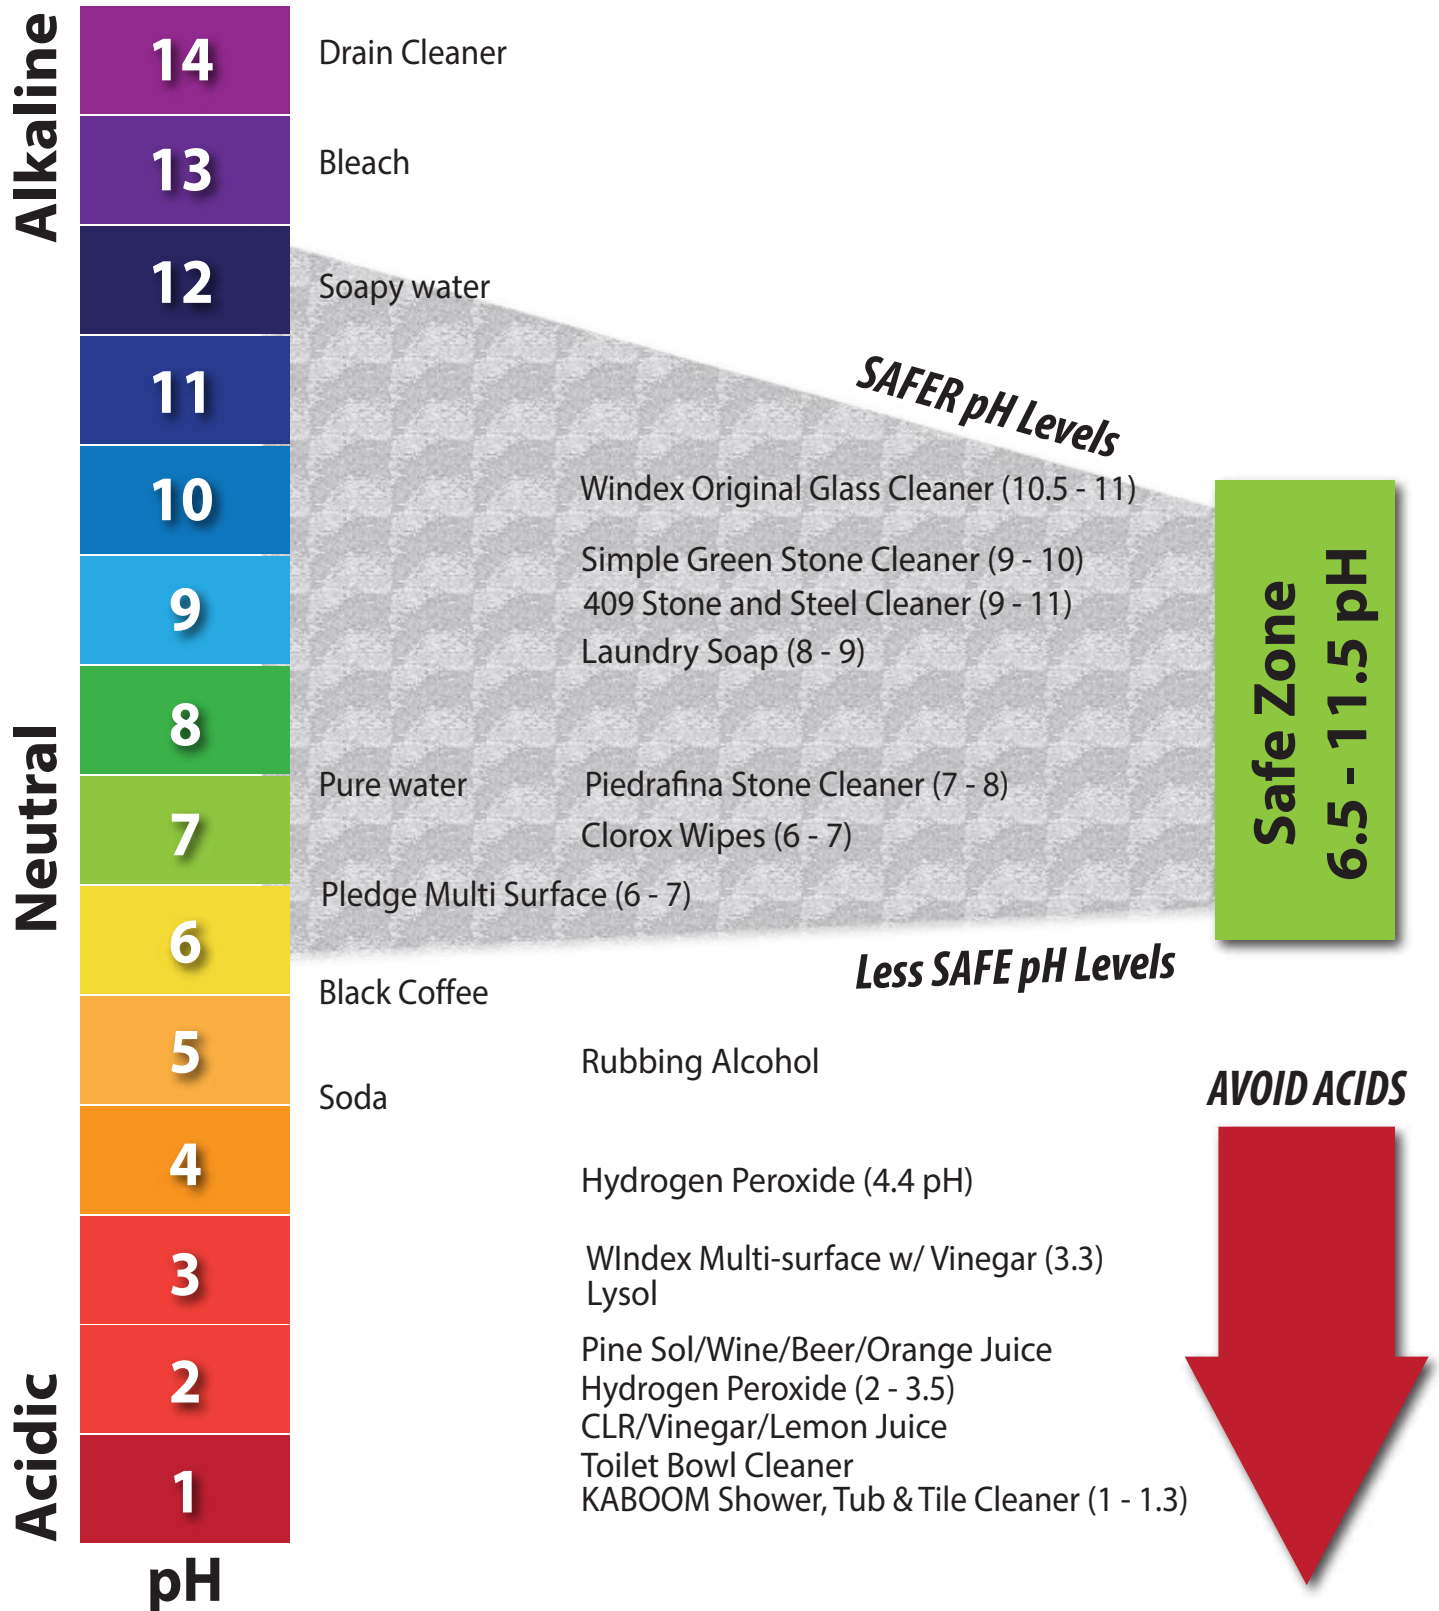 Alkaline
14
Drain Cleaner
13
Bleach
12
Soapy water
11
SAFER pH Levels
10
Windex Original Glass Cleaner (10.5 - 11)
Simple Green Stone Cleaner (9 - 10)
9
409 Stone and Steel Cleaner (9 - 11)
Laundry Soap (8 - 9)
Safe Zone
6.5 - 11.5 pH
8
Neutral
Pure water
Piedrafina Stone Cleaner (7 - 8)
7
Clorox Wipes (6 - 7)
Pledge Multi Surface (6 - 7)
6
Less SAFE pH Levels
Black Coffee
5
Rubbing Alcohol
Soda
AVOID ACIDS
4
Hydrogen Peroxide (4.4 pH)
3
WIndex Multi-surface w/ Vinegar (3.3)
Lysol
Pine Sol/Wine/Beer/Orange Juice
2
Hydrogen Peroxide (2 - 3.5)
CLR/Vinegar/Lemon Juice
Acidic
Toilet Bowl Cleaner
1
KABOOM Shower, Tub & Tile Cleaner (1 - 1.3)
pH